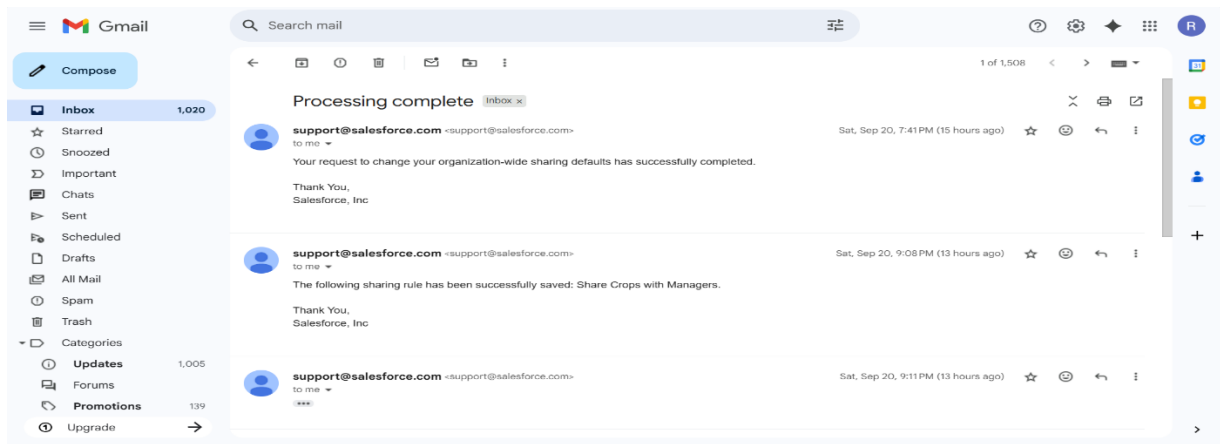 Gmail
Search mail
R
Compose
1 of 1,508
31
Inbox 1,020
Starred
Snoozed
Important
Chats
Sent
Scheduled
Drafts
All Mail
Spam
Trash
Categories
Updates 1,005
Forums
Promotions 139
Upgrade
Processing complete Inbox x
support@salesforce.com <support@salesforce.com> Sat, Sep 20, 7:41 PM (15 hours ago)
to me
Your request to change your organization-wide sharing defaults has successfully completed.
Thank You,
Salesforce, Inc
support@salesforce.com <support@salesforce.com> Sat, Sep 20, 9:08 PM (13 hours ago)
to me
The following sharing rule has been successfully saved: Share Crops with Managers.
Thank You,
Salesforce, Inc
support@salesforce.com <support@salesforce.com> Sat, Sep 20, 9:11 PM (13 hours ago)
to me